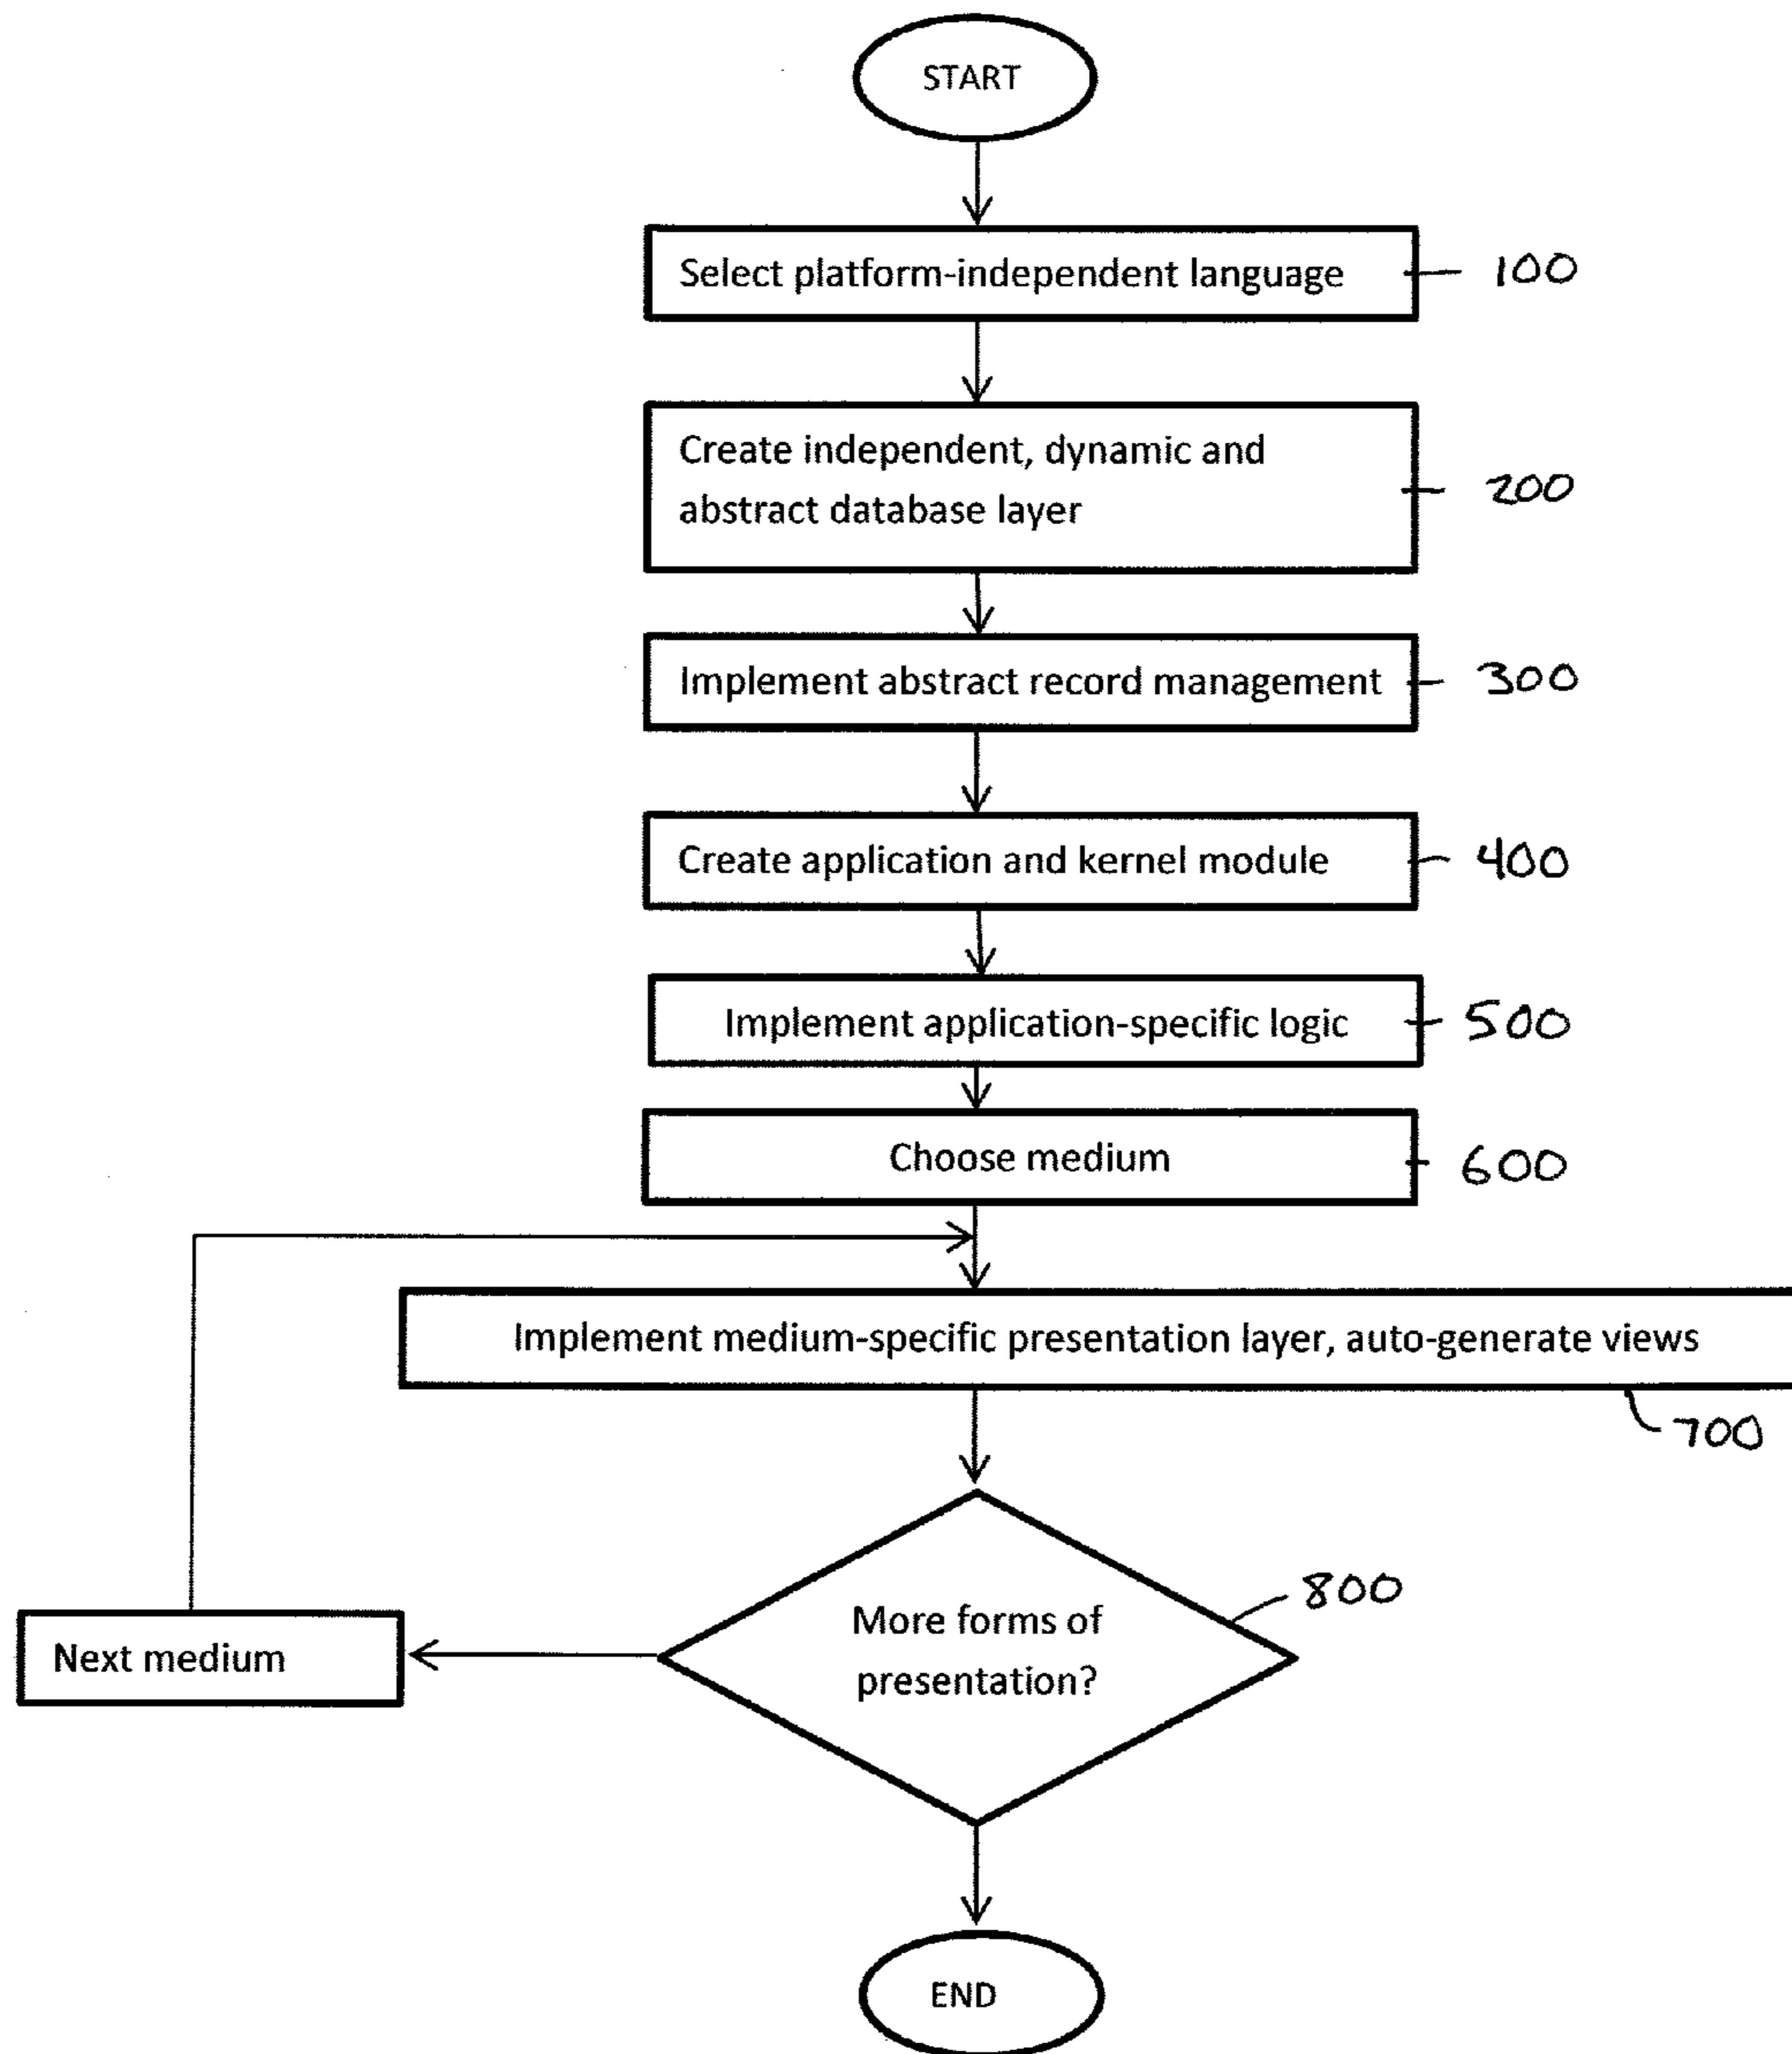 START
Select platform-independent language
100
Create independent, dynamic and
abstract database layer
200
Implement abstract record management
300
Create application and kernel module
400
Implement application-specific logic
500
Choose medium
600
Implement medium-specific presentation layer, auto-generate views
700
More forms of
presentation?
800
Next medium
END